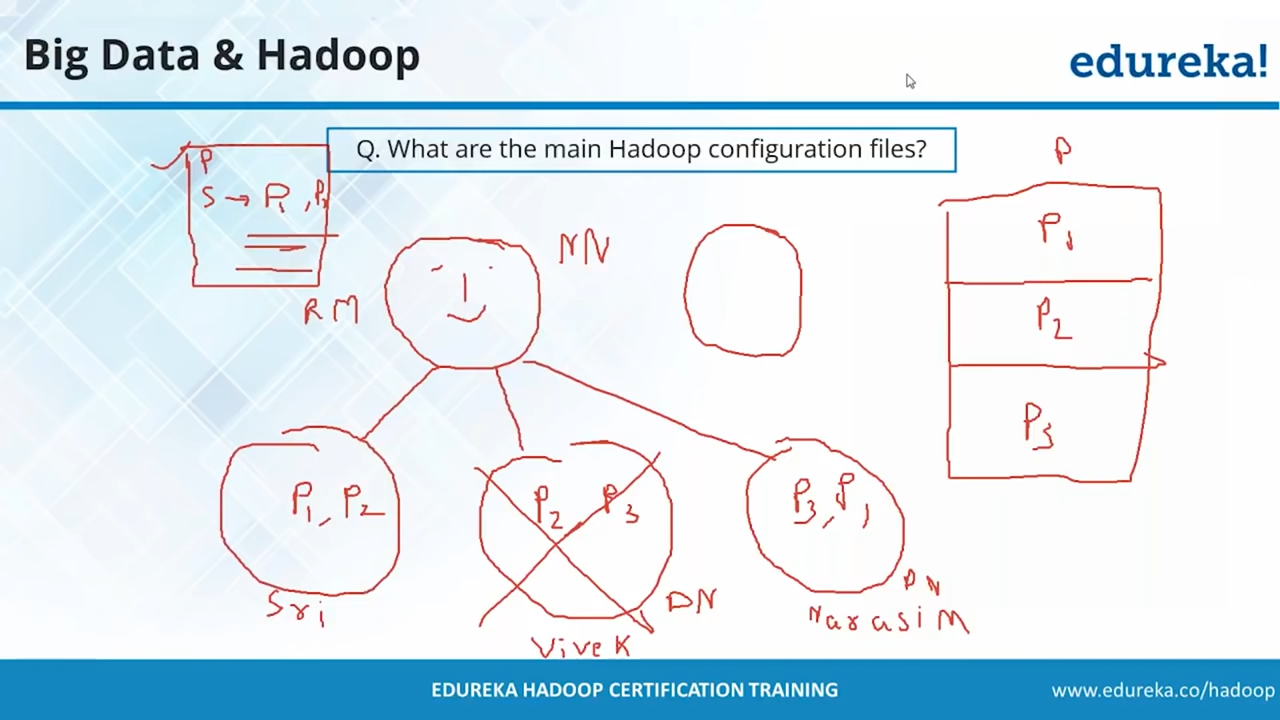 Big Data & Hadoop
edureka!
Q. What are the main Hadoop configuration files?
P
S → P1, P2
P
P1
P2
P3
NN
RM
P1, P2
P2 P3
P3, P1
Sri
DN
Vivek
DN
NarasiM
EDUREKA HADOOP CERTIFICATION TRAINING
www.edureka.co/hadoop